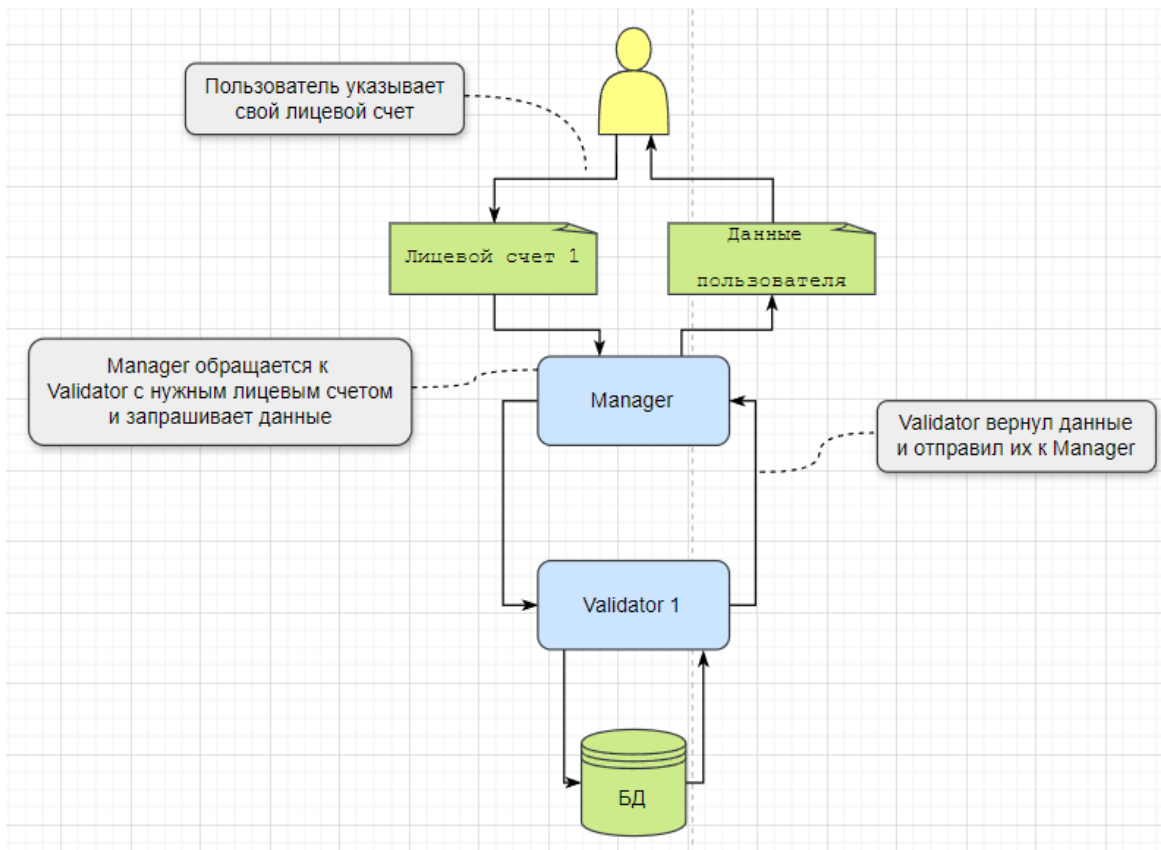 Пользователь указывает
свой лицевой счет
Лицевой счет 1
Данные
пользователя
Manager обращается к
Validator с нужным лицевым счетом
и запрашивает данные
Manager
Validator вернул данные
и отправил их к Manager
Validator 1
БД